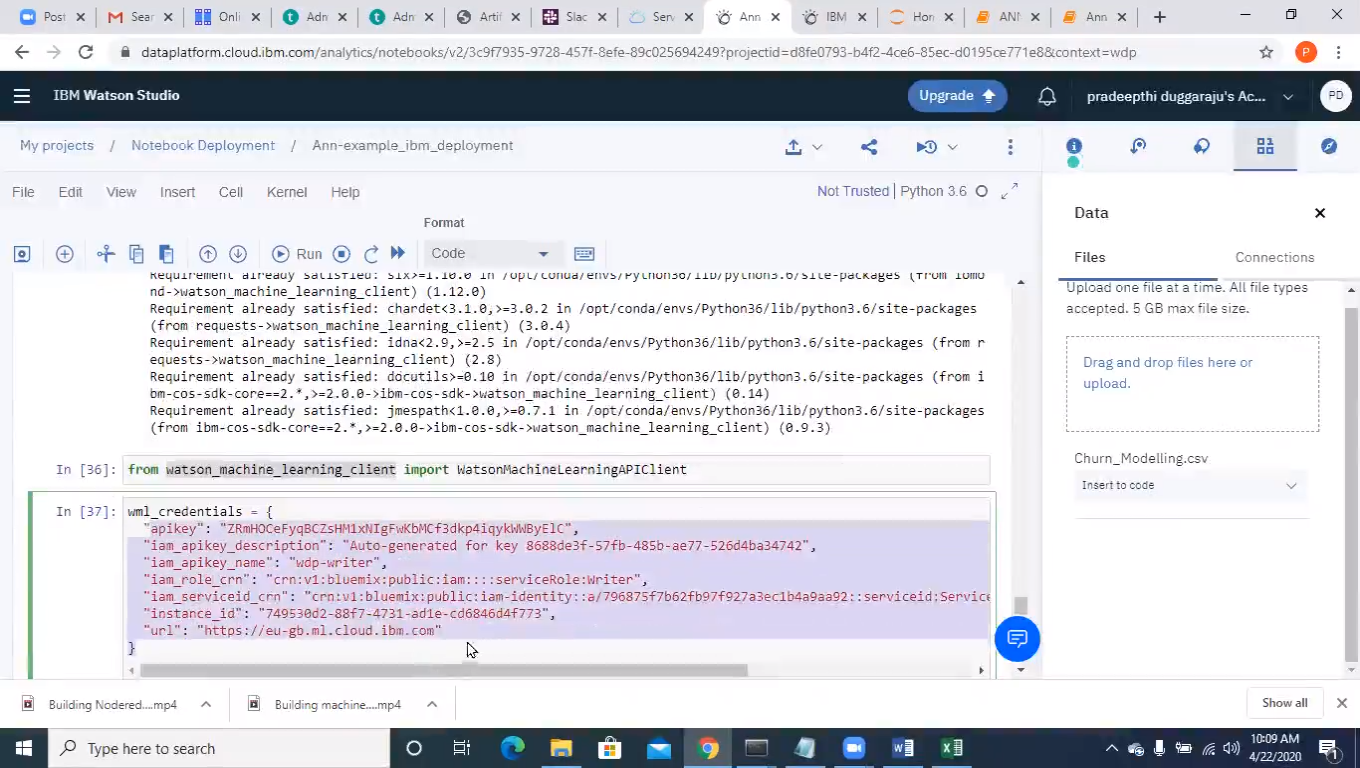 Post
Sear
Onli
Adn
Adn
Artif
Slac
Serv
Ann
IBM
Hor
ANN
Ann
dataplatform.cloud.ibm.com/analytics/notebooks/v2/3c9f7935-9728-457f-8efe-89c025694249?projectid=d8fe0793-b4f2-4ce6-85ec-d0195ce771e8&context=wdp
P
IBM Watson Studio
Upgrade
pradeepthi duggaraju's Ac...
PD
My projects / Notebook Deployment / Ann-example_ibm_deployment
File Edit View Insert Cell Kernel Help
Not Trusted | Python 3.6
Format
Run
Code
Requirement already satisfied: six>=1.10.0 in /opt/conda/envs/Python36/lib/python3.6/site-packages (from lomo
nd->watson_machine_learning_client) (1.12.0)
Requirement already satisfied: chardet<3.1.0,>=3.0.2 in /opt/conda/envs/Python36/lib/python3.6/site-packages
(from requests->watson_machine_learning_client) (3.0.4)
Requirement already satisfied: idna<2.9,>=2.5 in /opt/conda/envs/Python36/lib/python3.6/site-packages (from r
equests->watson_machine_learning_client) (2.8)
Requirement already satisfied: docutils>=0.10 in /opt/conda/envs/Python36/lib/python3.6/site-packages (from i
bm-cos-sdk-core==2.*,>=2.0.0->ibm-cos-sdk->watson_machine_learning_client) (0.14)
Requirement already satisfied: jmespath<1.0.0,>=0.7.1 in /opt/conda/envs/Python36/lib/python3.6/site-packages
(from ibm-cos-sdk-core==2.*,>=2.0.0->ibm-cos-sdk->watson_machine_learning_client) (0.9.3)
In [36]: from watson_machine_learning_client import WatsonMachineLearningAPIClient
In [37]: wml_credentials = {
"apikey": "ZRmHOCeFyqBCZsHM1xNIgFwKbMCf3dkp4iqykWWByElC",
"iam_apikey_description": "Auto-generated for key 8688de3f-57fb-485b-ae77-526d4ba34742",
"iam_apikey_name": "wdp-writer",
"iam_role_crn": "crn:v1:bluemix:public:iam::::serviceRole:Writer",
"iam_serviceid_crn": "crn:v1:bluemix:public:iam-identity::a/796875f7b62fb97f927a3ec1b4a9aa92::serviceid:Service
"instance_id": "749530d2-88f7-4731-ad1e-cd6846d4f773",
"url": "https://eu-gb.ml.cloud.ibm.com"
}
Data
Files
Connections
Upload one file at a time. All file types
accepted. 5 GB max file size.
Drag and drop files here or
upload.
Churn_Modelling.csv
Insert to code
Building Nodered....mp4
Building machine....mp4
Show all
Type here to search
10:09 AM
4/22/2020
1